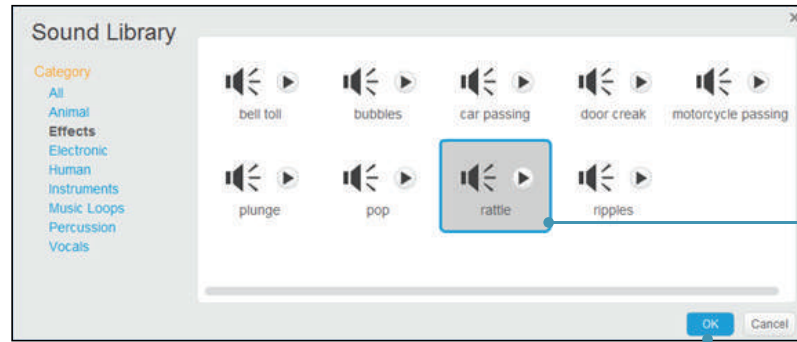 Sound Library
X
Category
All
Animal
Effects
Electronic
Human
Instruments
Music Loops
Percussion
Vocals
bell toll bubbles car passing door creak motorcycle passing
plunge pop rattle ripples
OK Cancel